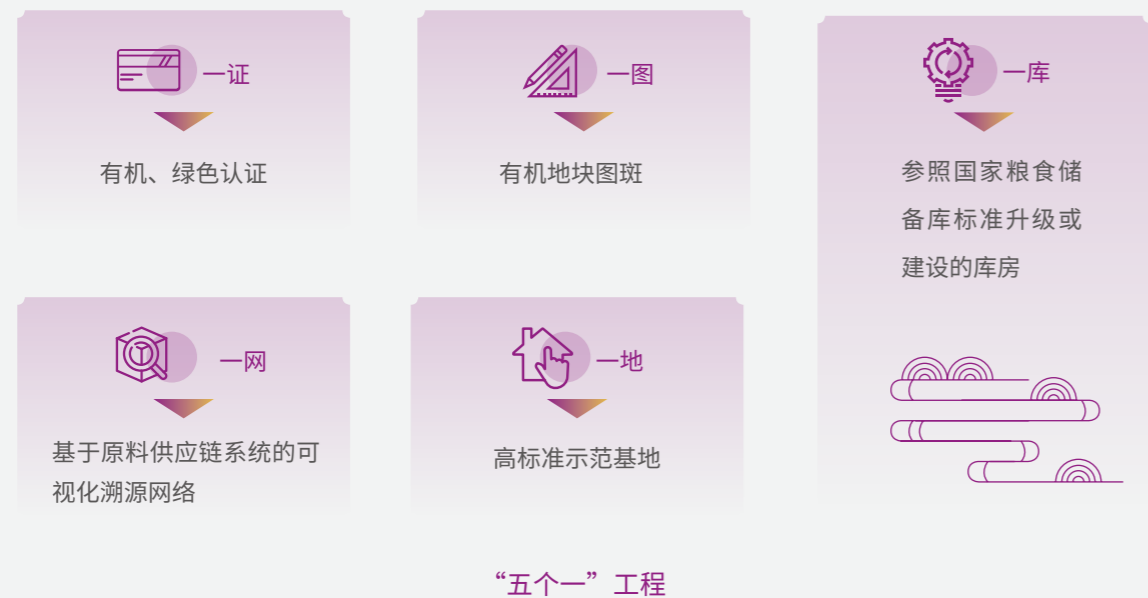 一证
有机、绿色认证
一图
有机地块图斑
一库
参照国家粮食储
备库标准升级或
建设的库房
一网
基于原料供应链系统的可
视化溯源网络
一地
高标准示范基地
“五个一”工程